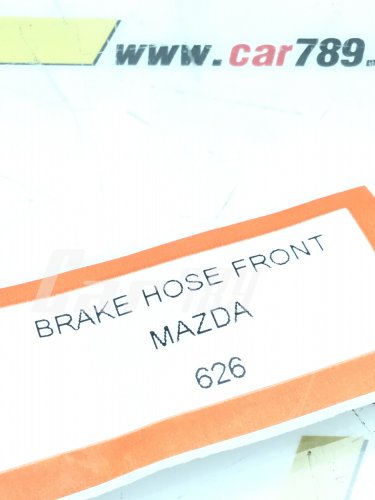 www.car789.
BRAKE HOSE FRONT
MAZDA
626